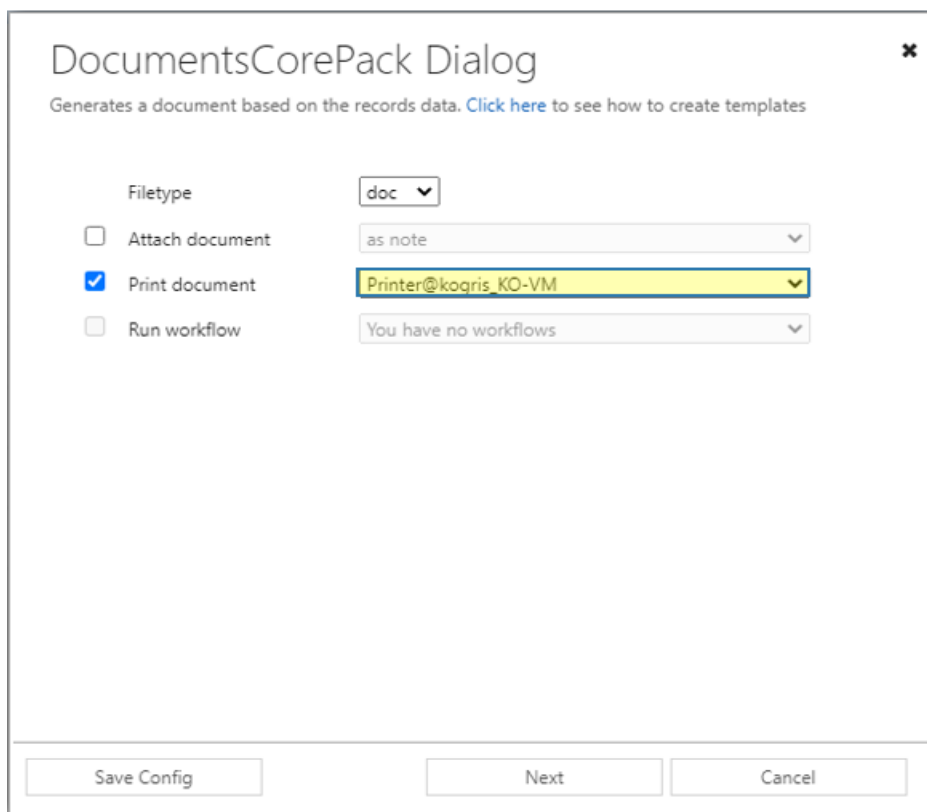 DocumentsCorePack Dialog
Generates a document based on the records data. Click here to see how to create templates
Filetype doc
Attach document as note
Print document Printer@kogris_KO-VM
Run workflow You have no workflows
Save Config Next Cancel